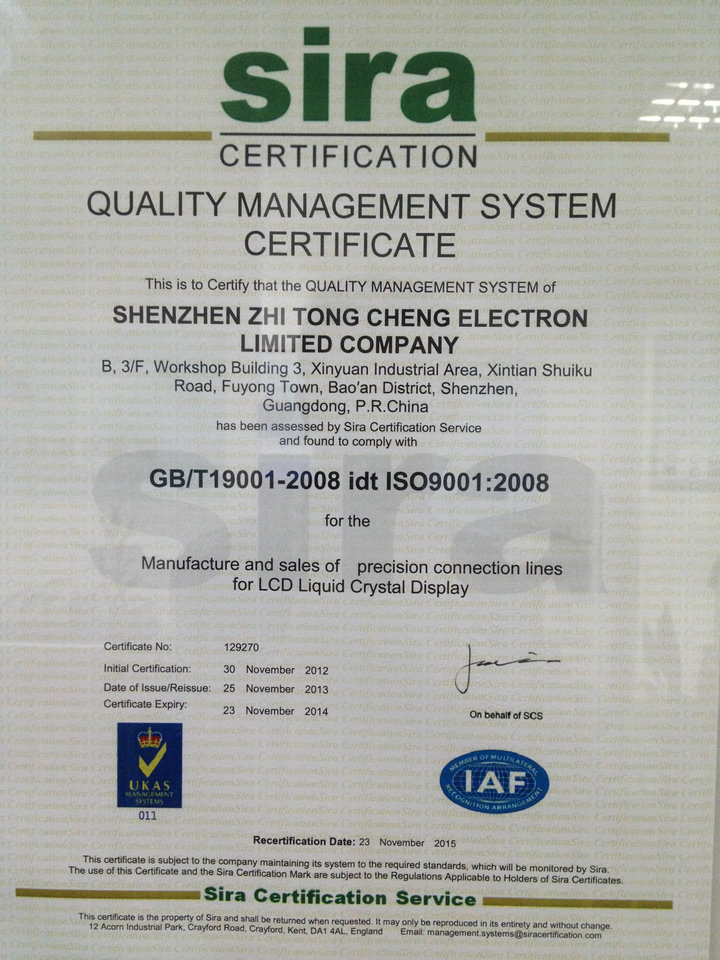 sira
CERTIFICATION
QUALITY MANAGEMENT SYSTEM
CERTIFICATE
This is to Certify that the QUALITY MANAGEMENT SYSTEM of
SHENZHEN ZHI TONG CHENG ELECTRON
LIMITED COMPANY
B, 3/F, Workshop Building 3, Xinyuan Industrial Area, Xintian Shuiku
Road, Fuyong Town, Bao'an District, Shenzhen,
Guangdong, P.R.China
has been assessed by Sira Certification Service
and found to comply with
GB/T19001-2008 idt ISO9001:2008
for the
Manufacture and sales of precision connection lines
for LCD Liquid Crystal Display
Certificate No: 129270
Initial Certification: 30 November 2012
Date of Issue/Reissue: 25 November 2013
Certificate Expiry: 23 November 2014
On behalf of SCS
UKAS
MANAGEMENT
SYSTEMS
011
MEMBER OF MULTILATERAL
IAF
RECOGNITION ARRANGEMENT
Recertification Date: 23 November 2015
This certificate is subject to the company maintaining its system to the required standards, which will be monitored by Sira.
The use of this Certificate and the Sira Certification Mark are subject to the Regulations Applicable to Holders of Sira Certificates.
Sira Certification Service
This certificate is the property of Sira and shall be returned when requested. It may only be reproduced in its entirety and without change.
12 Acorn Industrial Park, Crayford Road, Crayford, Kent, DA1 4AL, England Email: management.systems@siracertification.com